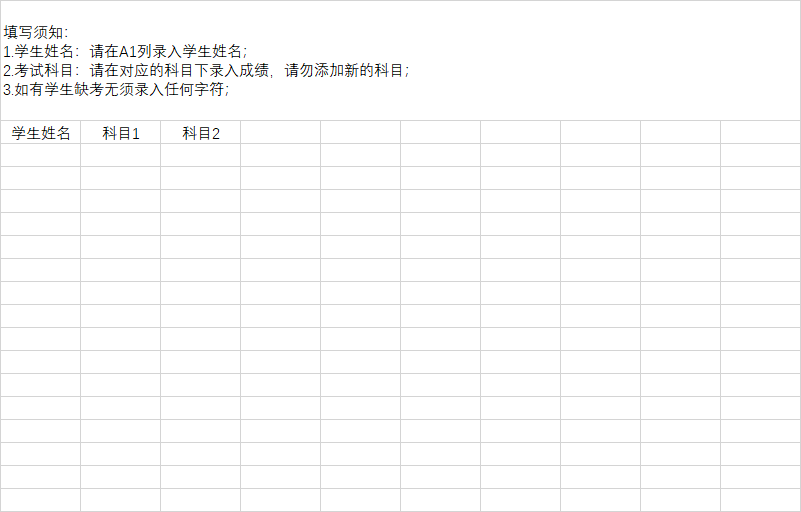 填写须知：
1.学生姓名：请在A1列录入学生姓名；
2.考试科目：请在对应的科目下录入成绩，请勿添加新的科目；
3.如有学生缺考无须录入任何字符；
学生姓名 科目1 科目2